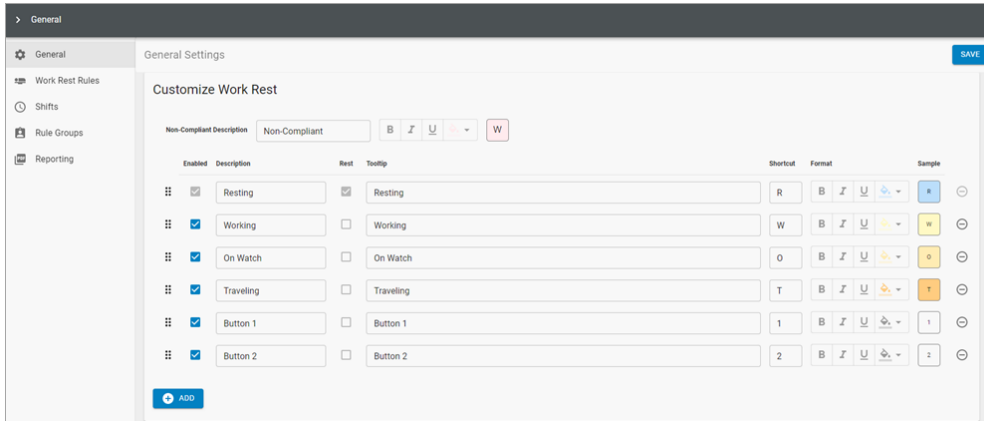 General
General
General Settings
SAVE
Work Rest Rules
Customize Work Rest
Shifts
Rule Groups
Non-Compliant Description
Non-Compliant
B I U
W
Reporting
Enabled Description Rest Tooltip Shortcut Format Sample
Resting Resting R B I U R
Working Working W B I U W
On Watch On Watch O B I U O
Traveling Traveling T B I U T
Button 1 Button 1 1 B I U 1
Button 2 Button 2 2 B I U 2
ADD